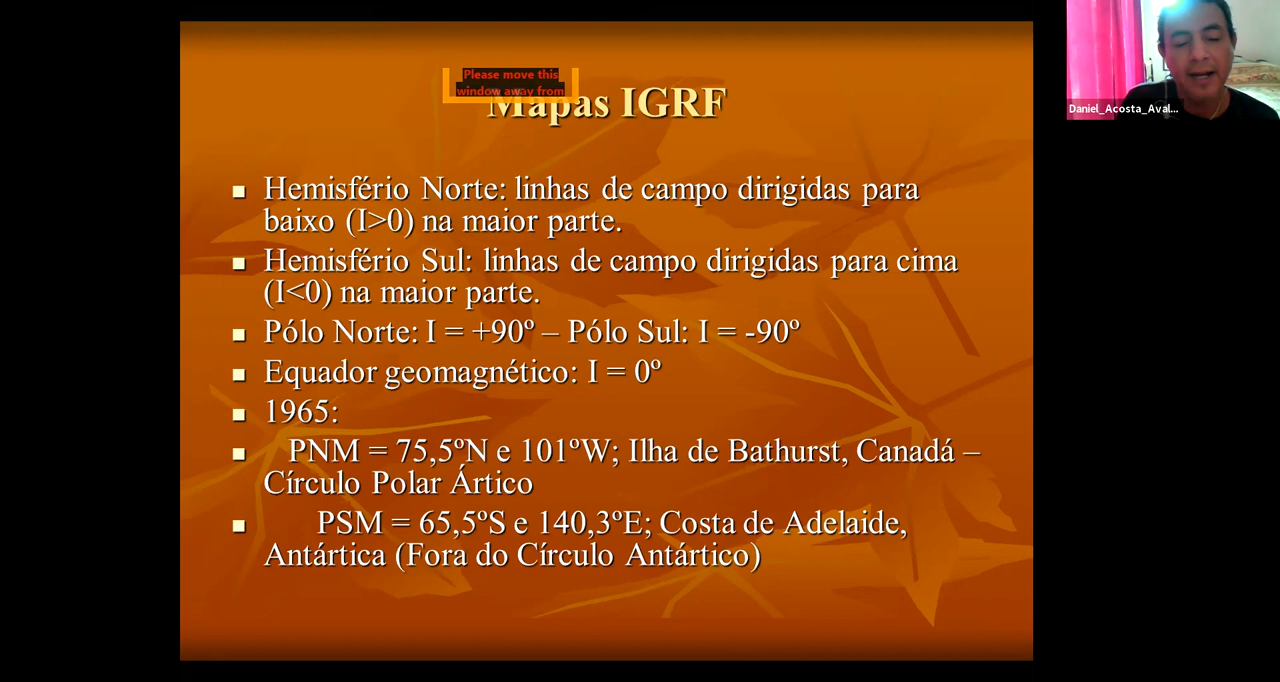 Please move this
window away from
Mapas IGRF
Hemisfério Norte: linhas de campo dirigidas para
baixo (I>0) na maior parte.
Hemisfério Sul: linhas de campo dirigidas para cima
(I<0) na maior parte.
Pólo Norte: I = +90º – Pólo Sul: I = -90º
Equador geomagnético: I = 0º
1965:
PNM = 75,5ºN e 101ºW; Ilha de Bathurst, Canadá –
Círculo Polar Ártico
PSM = 65,5ºS e 140,3ºE; Costa de Adelaide,
Antártica (Fora do Círculo Antártico)
Daniel_Acosta_Aval...